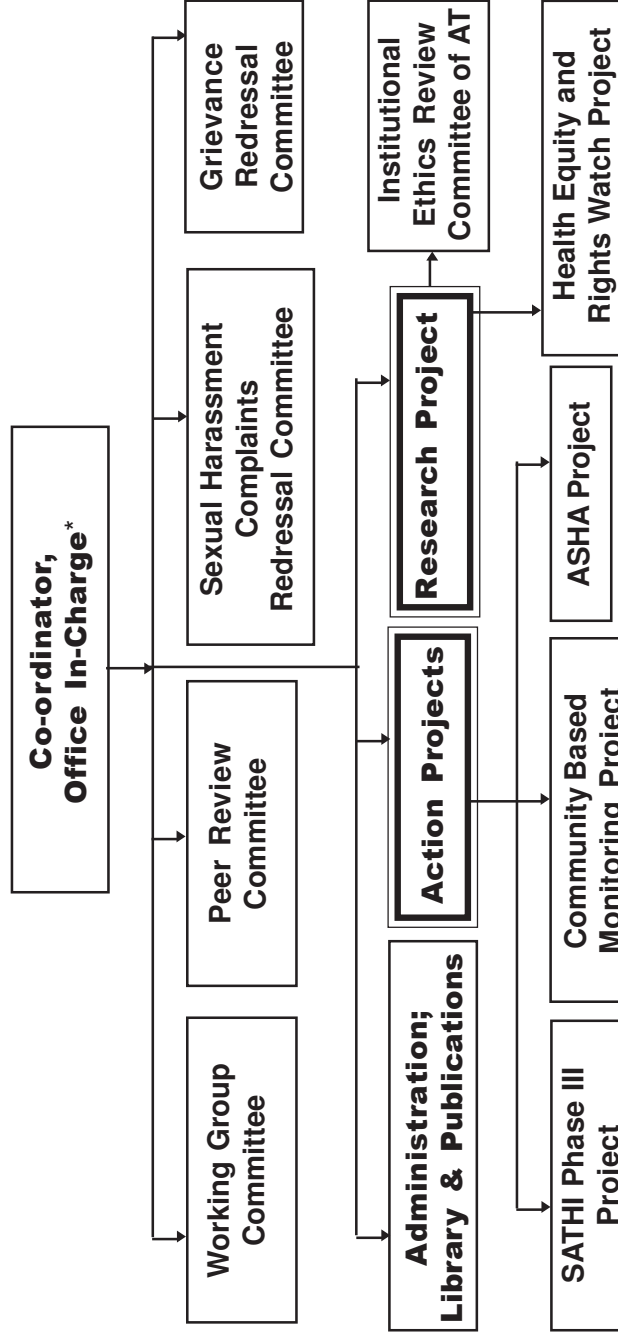 Co-ordinator,
Office In-Charge*
Working Group
Committee
Peer Review
Committee
Sexual Harassment
Complaints
Redressal Committee
Grievance
Redressal
Committee
Administration;
Library & Publications
Action Projects
Research Project
Institutional
Ethics Review
Committee of AT
SATHI Phase III
Project
Community Based
Monitoring Project
ASHA Project
Health Equity and
Rights Watch Project